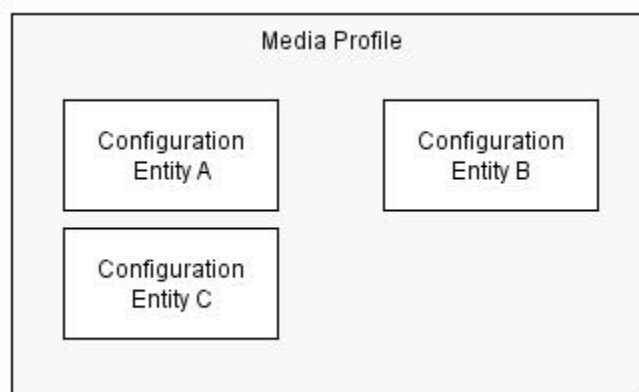 Media Profile
Configuration
Entity A
Configuration
Entity B
Configuration
Entity C